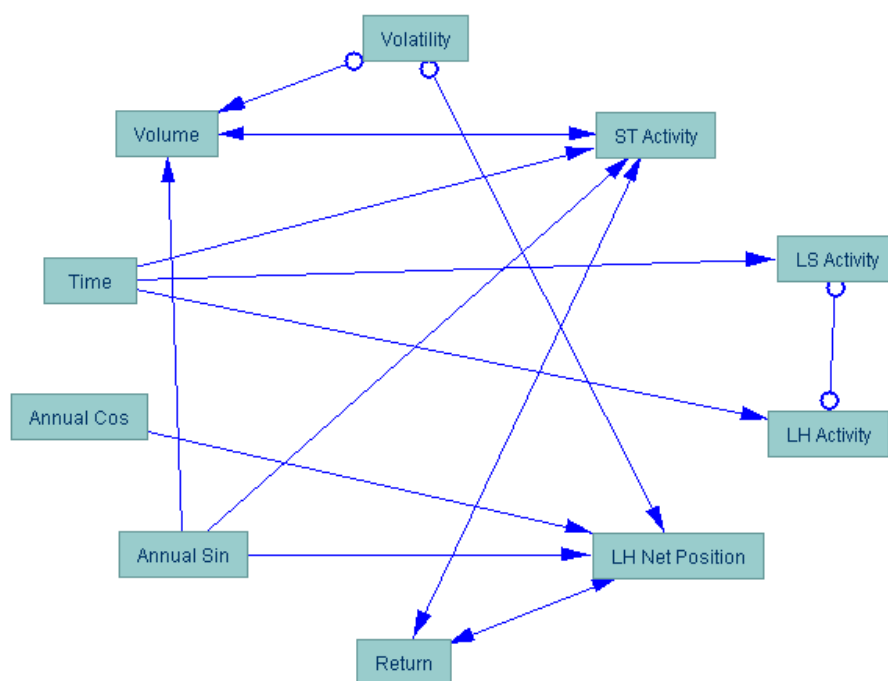 Volatility
Volume
ST Activity
LS Activity
Time
Annual Cos
LH Activity
Annual Sin
LH Net Position
Return